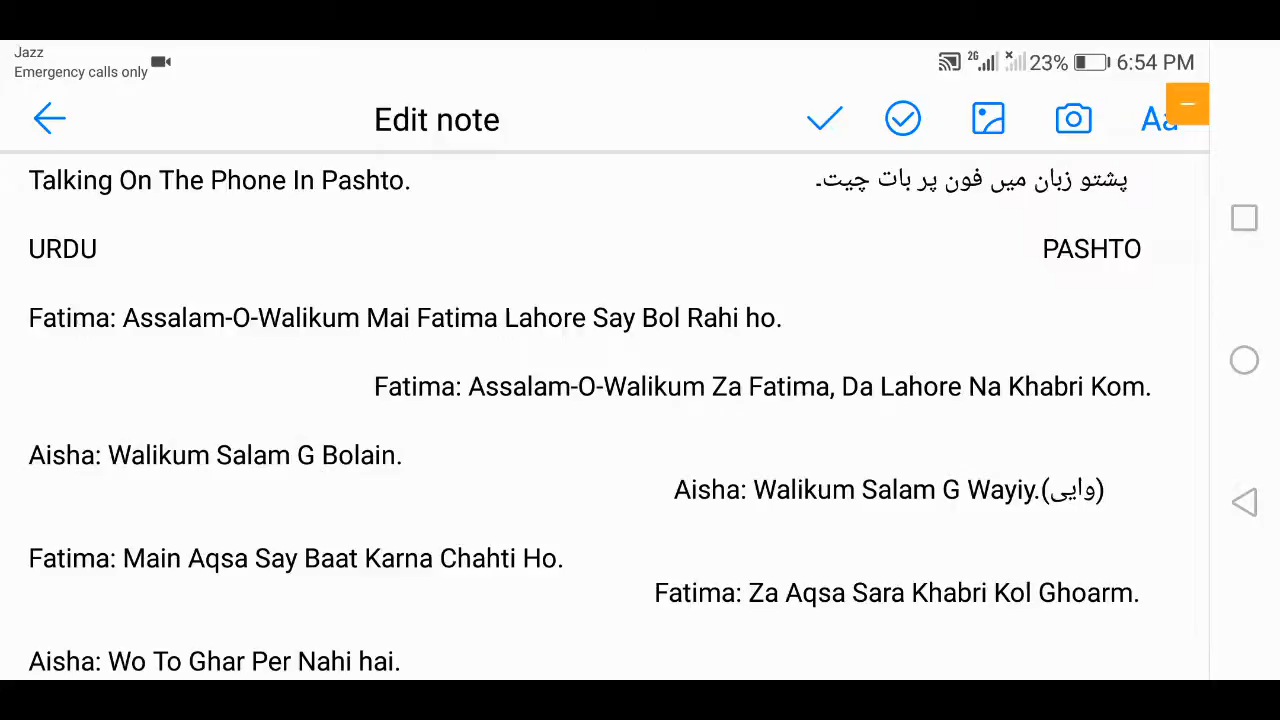 Jazz
Emergency calls only
2G 23% 6:54 PM
Edit note
Aa
Talking On The Phone In Pashto. پشتو زبان میں فون پر بات چیت۔
URDU PASHTO
Fatima: Assalam-O-Walikum Mai Fatima Lahore Say Bol Rahi ho.
Fatima: Assalam-O-Walikum Za Fatima, Da Lahore Na Khabri Kom.
Aisha: Walikum Salam G Bolain.
Aisha: Walikum Salam G Wayiy.(وایی)
Fatima: Main Aqsa Say Baat Karna Chahti Ho.
Fatima: Za Aqsa Sara Khabri Kol Ghoarm.
Aisha: Wo To Ghar Per Nahi hai.